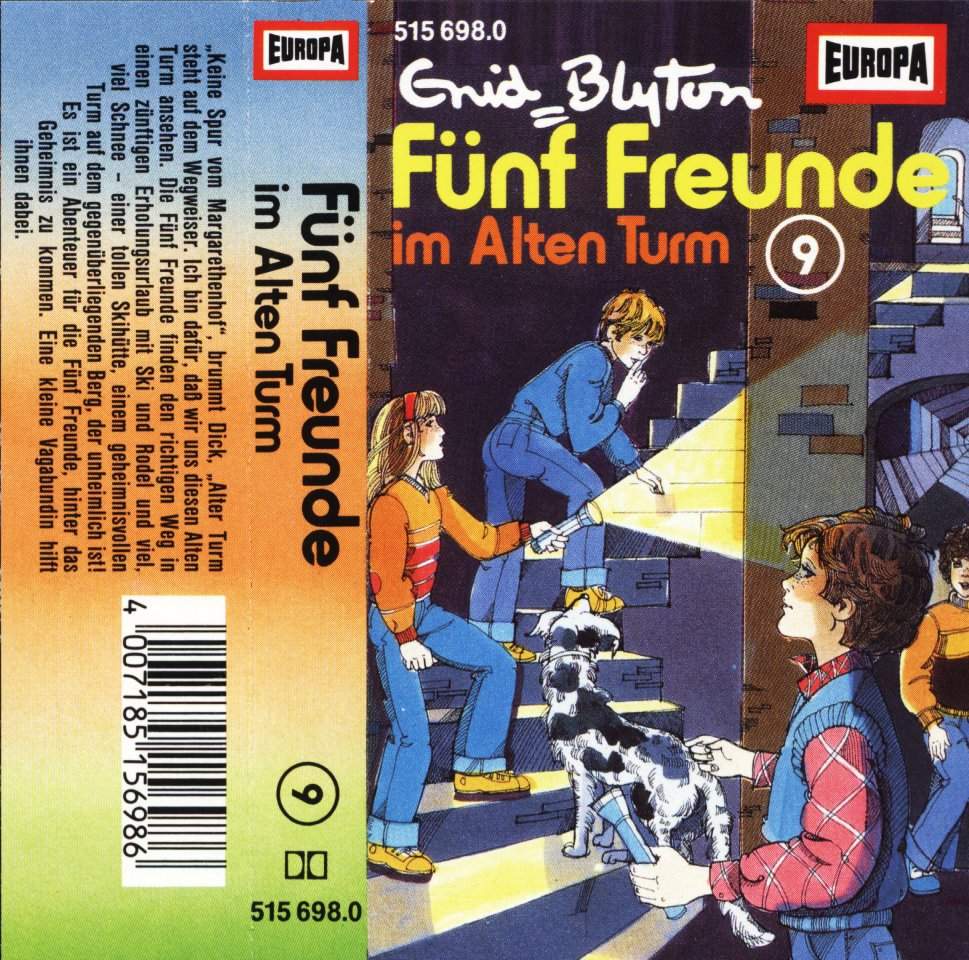 „Keine Spur vom Margarethenhof“, brummt Dick, „Alter Turm
steht auf dem Wegweiser. Ich bin dafür, daß wir uns diesen Alten
Turm ansehen. Die Fünf Freunde finden den richtigen Weg in
einen zünftigen Erholungsurlaub mit Ski und Rodel und viel,
viel Schnee – einer tollen Skihütte, einem geheimnisvollen
Turm auf dem gegenüberliegenden Berg, der unheimlich ist!
Es ist ein Abenteuer für die Fünf Freunde, hinter das
Geheimnis zu kommen. Eine kleine Vagabundin hilft
ihnen dabei.
4 007185 156986
EUROPA
Fünf Freunde
im Alten Turm
9
515 698.0
515 698.0
EUROPA
Enid Blyton
Fünf Freunde
im Alten Turm
9